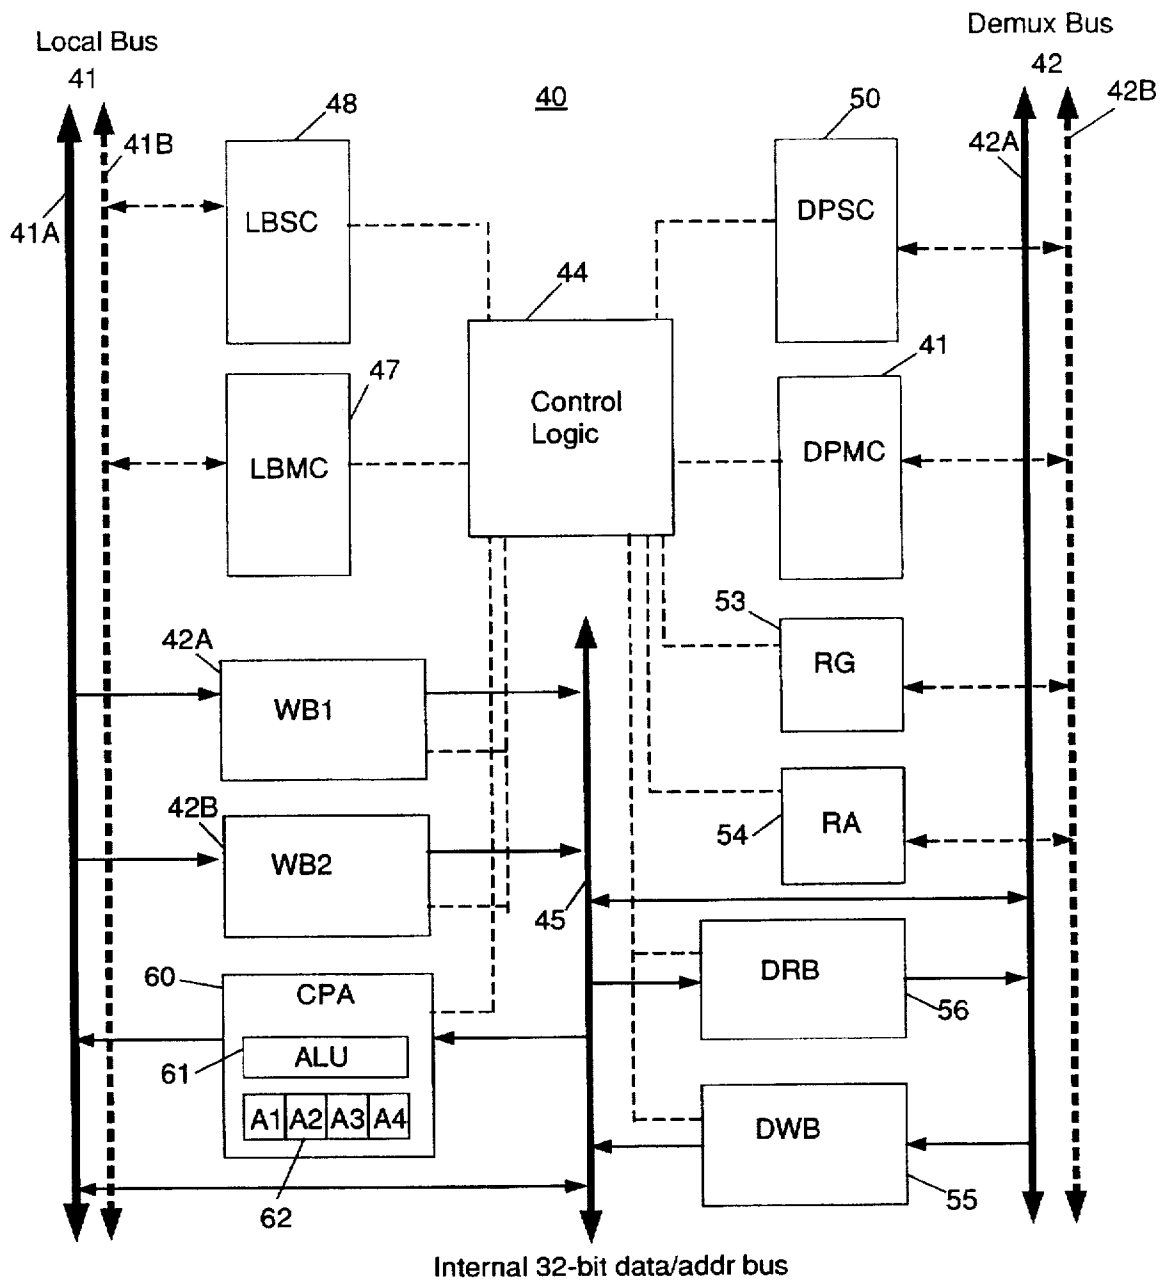 Local Bus
Demux Bus
41
42
48
40
50
42B
41B
42A
LBSC
DPSC
41A
44
47
41
Control
Logic
LBMC
DPMC
53
42A
RG
WB1
42B
54
RA
WB2
45
60
CPA
DRB
56
61
ALU
A1 A2 A3 A4
DWB
62
55
Internal 32-bit data/addr bus